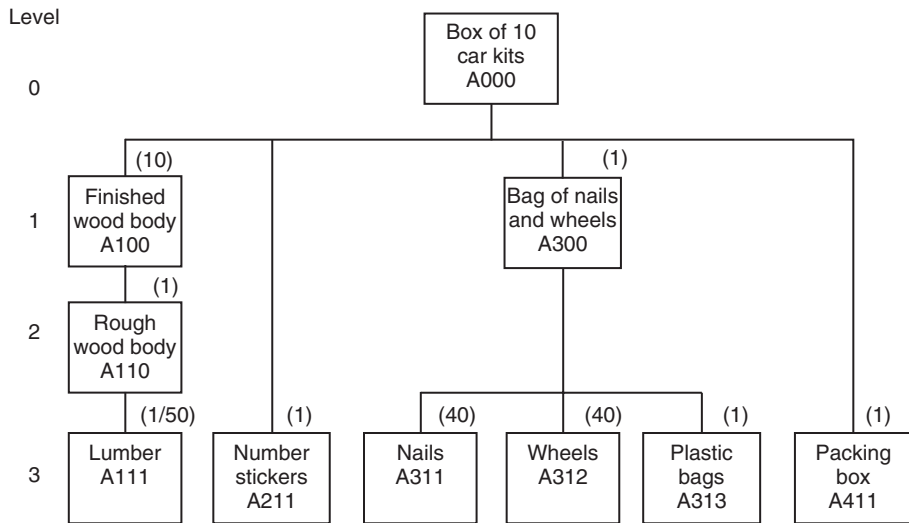 Level
Box of 10
car kits
A000
0
(10)
(1)
Finished
wood body
A100
Bag of nails
and wheels
A300
1
(1)
Rough
wood body
A110
2
(1/50)
(1)
(40)
(40)
(1)
(1)
Lumber
A111
Number
stickers
A211
Nails
A311
Wheels
A312
Plastic
bags
A313
Packing
box
A411
3